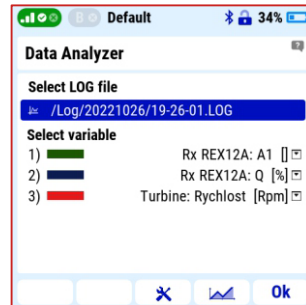 B Default 34%
Data Analyzer
Select LOG file
/Log/20221026/19-26-01.LOG
Select variable
1) Rx REX12A: A1 []
2) Rx REX12A: Q [%]
3) Turbine: Rychlost [Rpm]
Ok